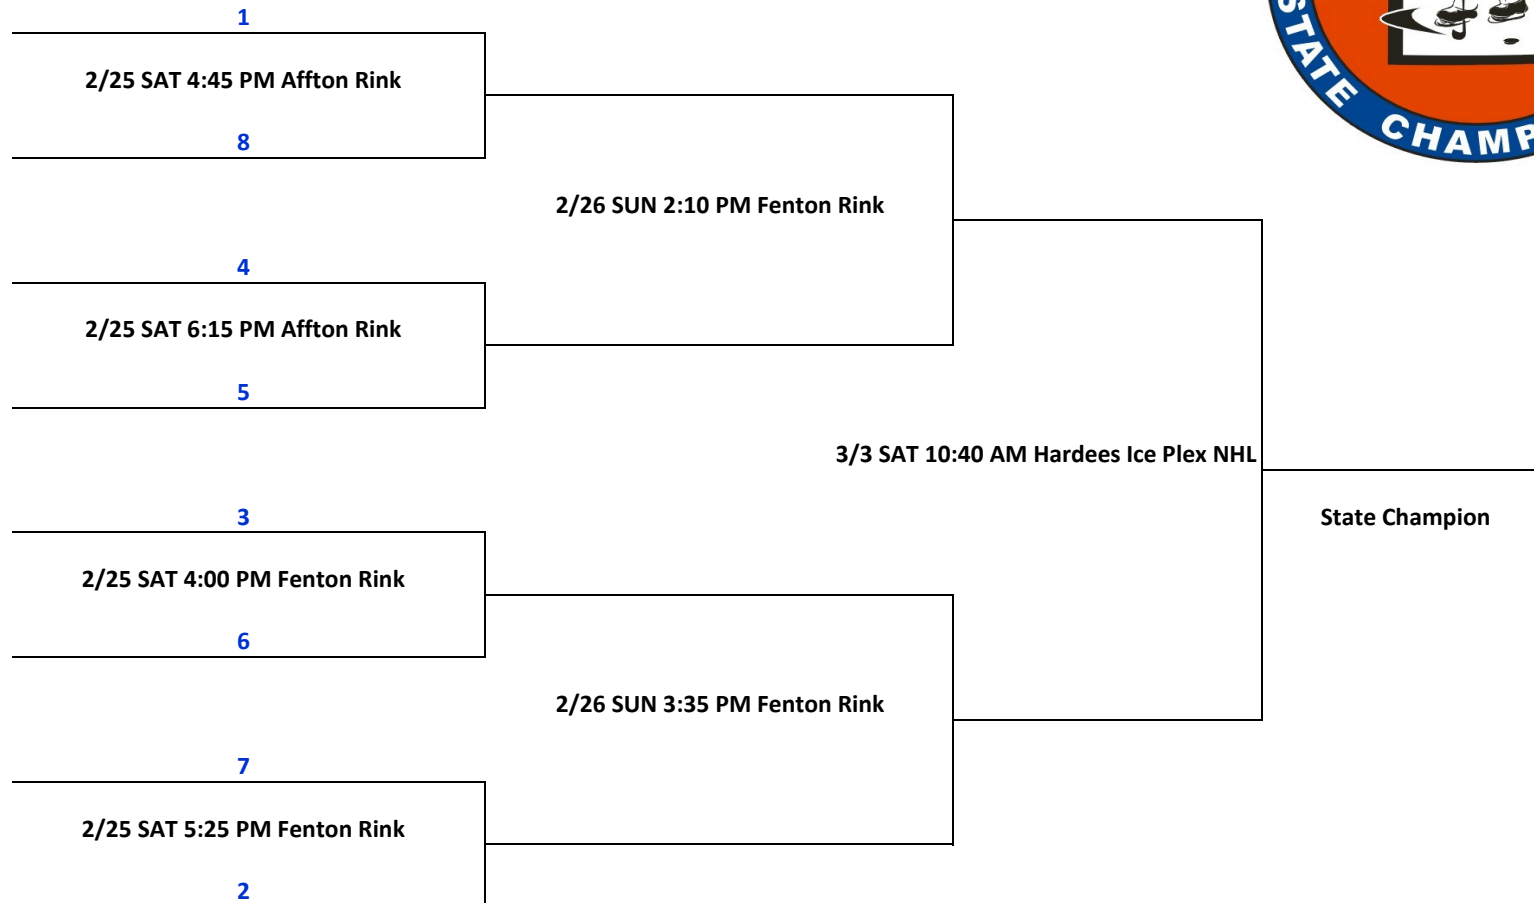 1
STATE CHAMP
2/25 SAT 4:45 PM Affton Rink
8
2/26 SUN 2:10 PM Fenton Rink
4
2/25 SAT 6:15 PM Affton Rink
5
3/3 SAT 10:40 AM Hardees Ice Plex NHL
3
State Champion
2/25 SAT 4:00 PM Fenton Rink
6
2/26 SUN 3:35 PM Fenton Rink
7
2/25 SAT 5:25 PM Fenton Rink
2